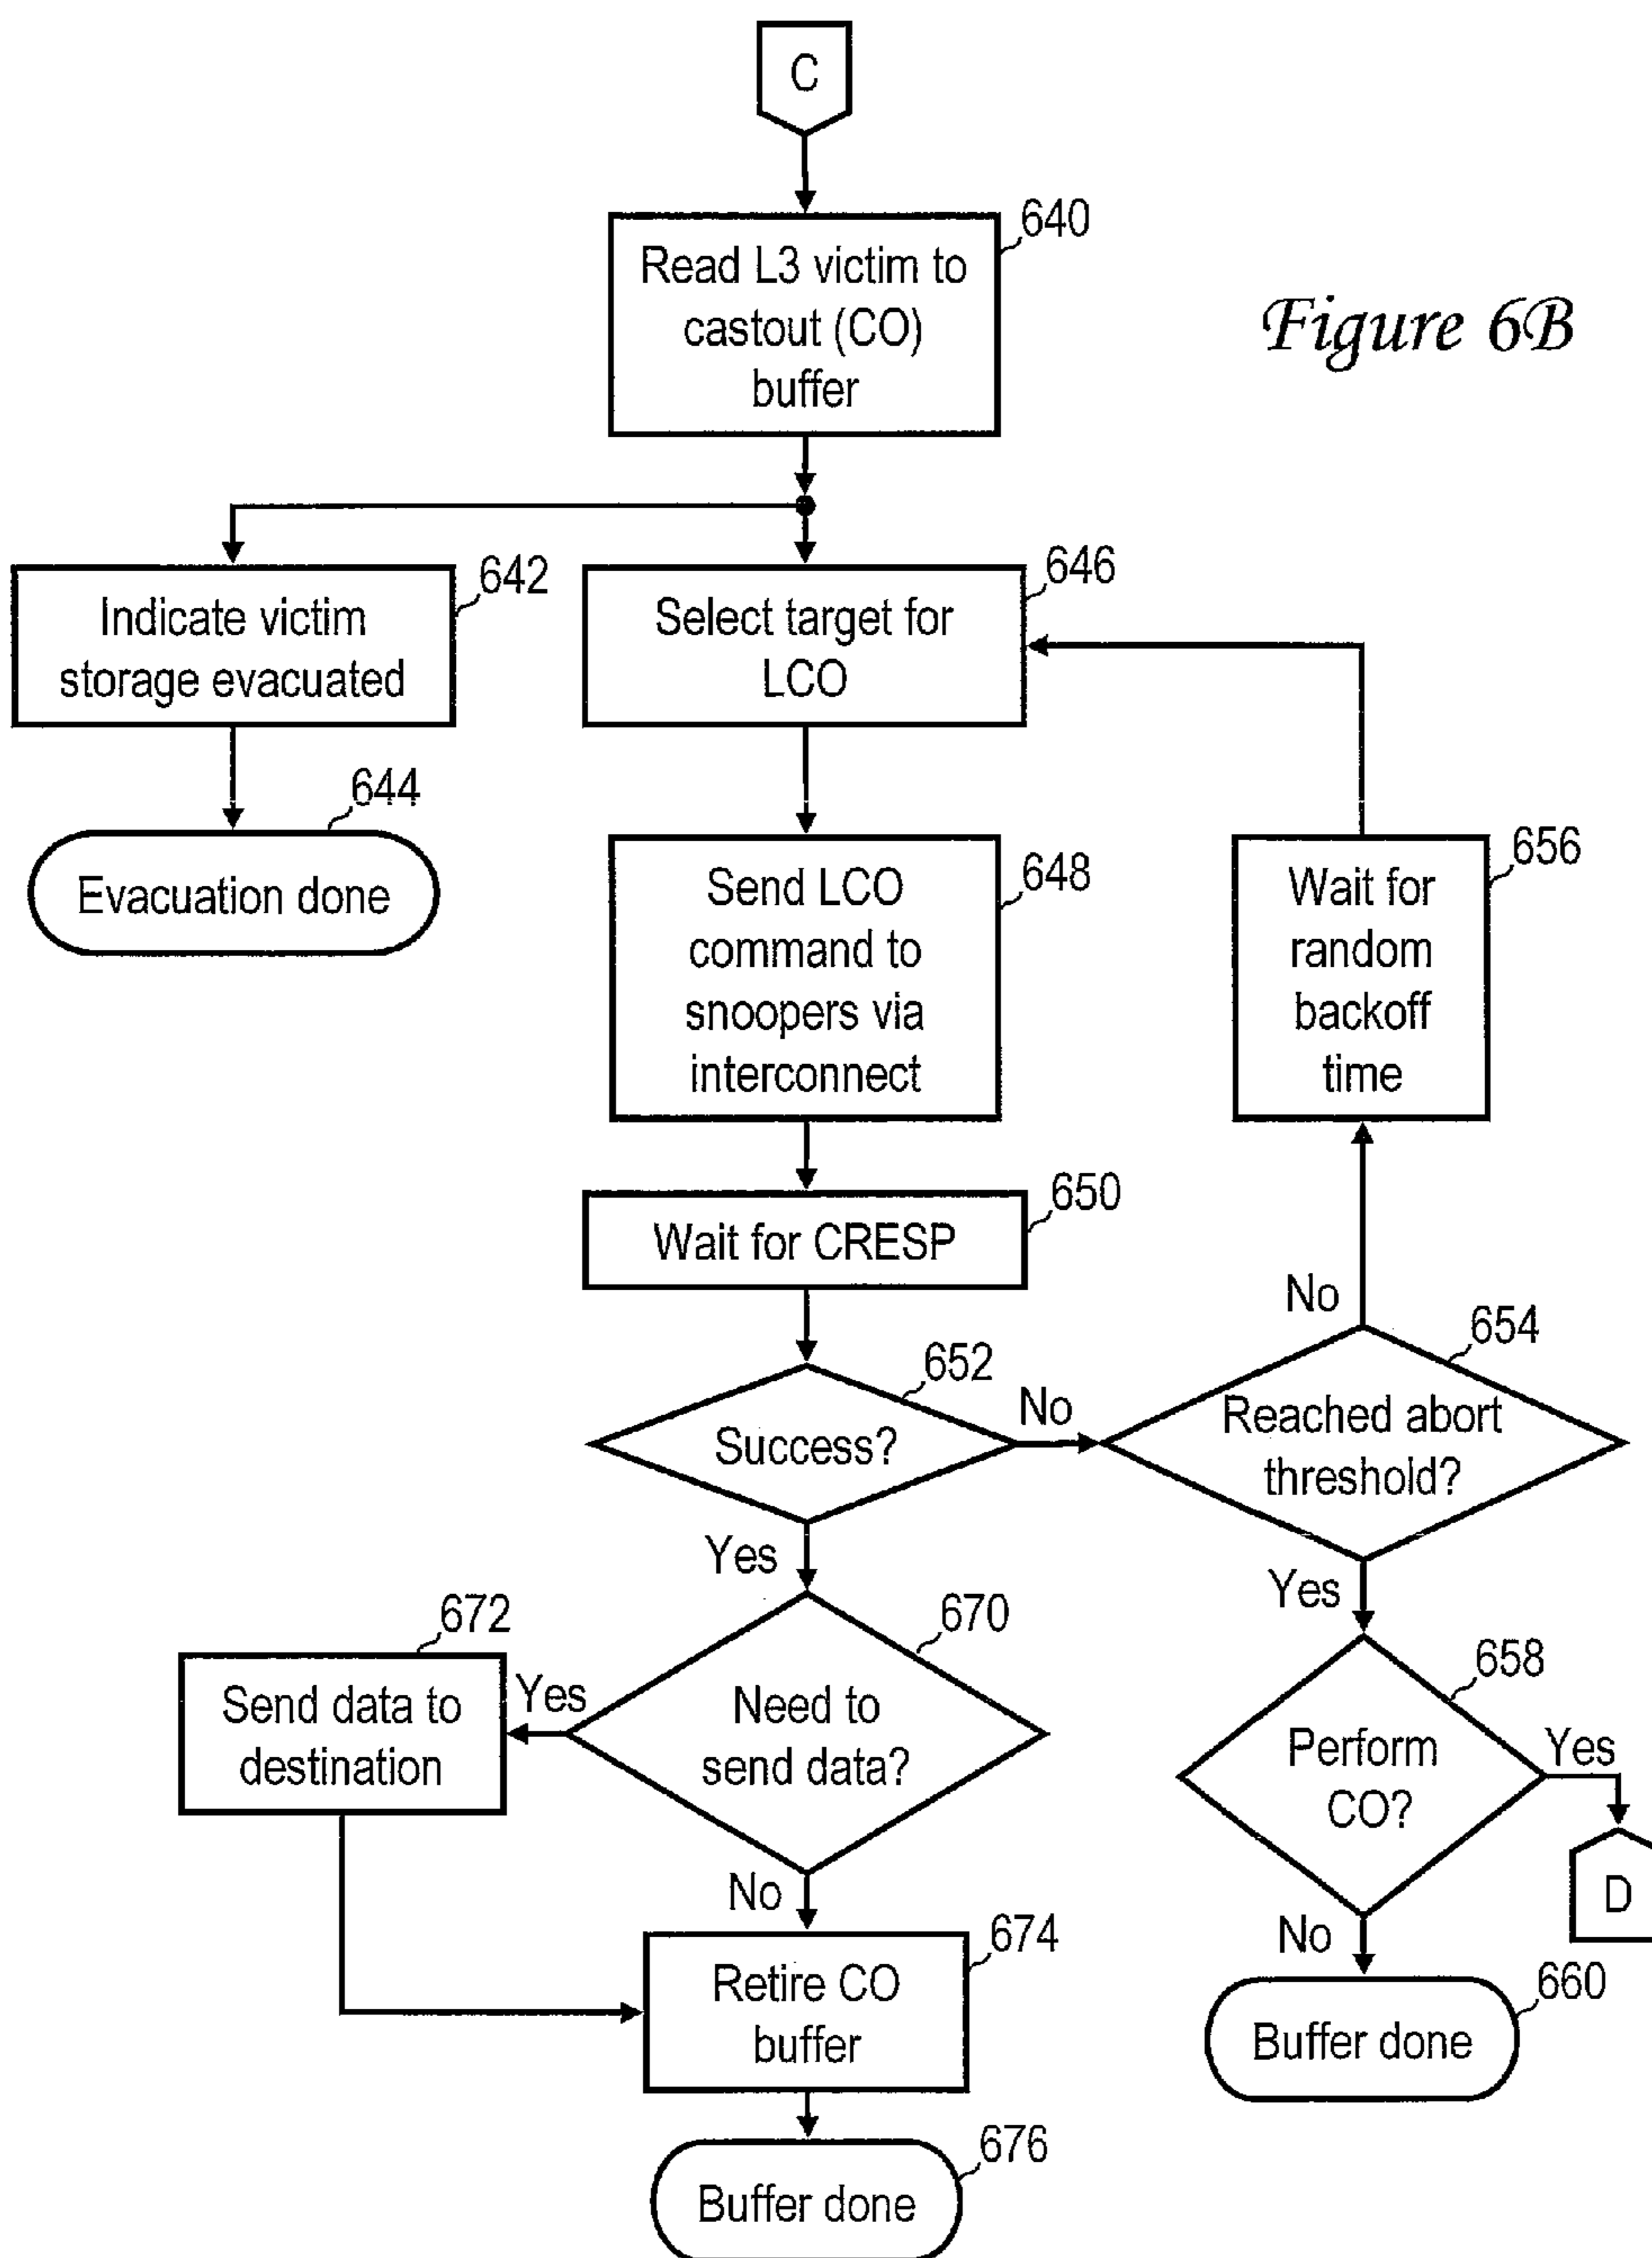 C
640
Read L3 victim to
castout (CO)
buffer
Figure 6B
642
Indicate victim
storage evacuated
646
Select target for
LCO
644
Evacuation done
648
Send LCO
command to
snoopers via
interconnect
656
Wait for
random
backoff
time
650
Wait for CRESP
No
654
Reached abort
threshold?
652
Success?
No
Yes
Yes
672
Send data to
destination
Yes
670
Need to
send data?
658
Perform
CO?
Yes
D
No
No
674
Retire CO
buffer
660
Buffer done
676
Buffer done